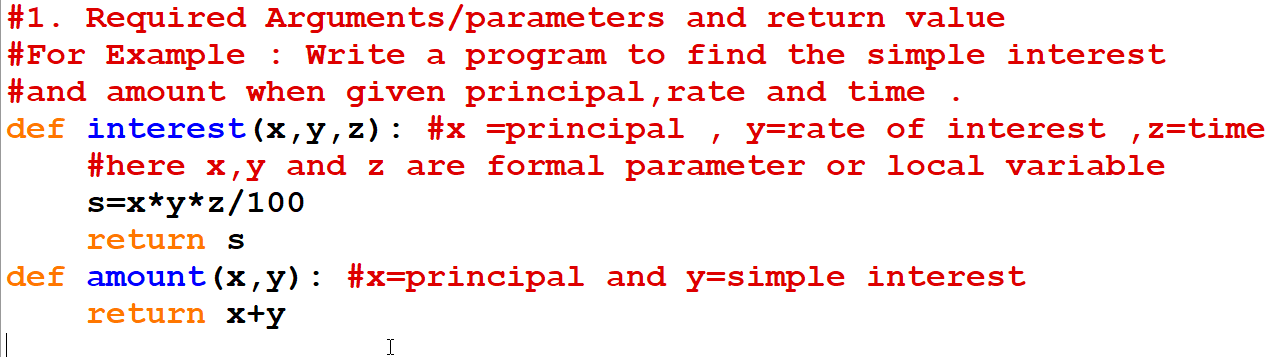 #1. Required Arguments/parameters and return value
#For Example : Write a program to find the simple interest
#and amount when given principal,rate and time .
def interest(x,y,z): #x =principal , y=rate of interest ,z=time
    #here x,y and z are formal parameter or local variable
    s=x*y*z/100
    return s
def amount(x,y): #x=principal and y=simple interest
    return x+y